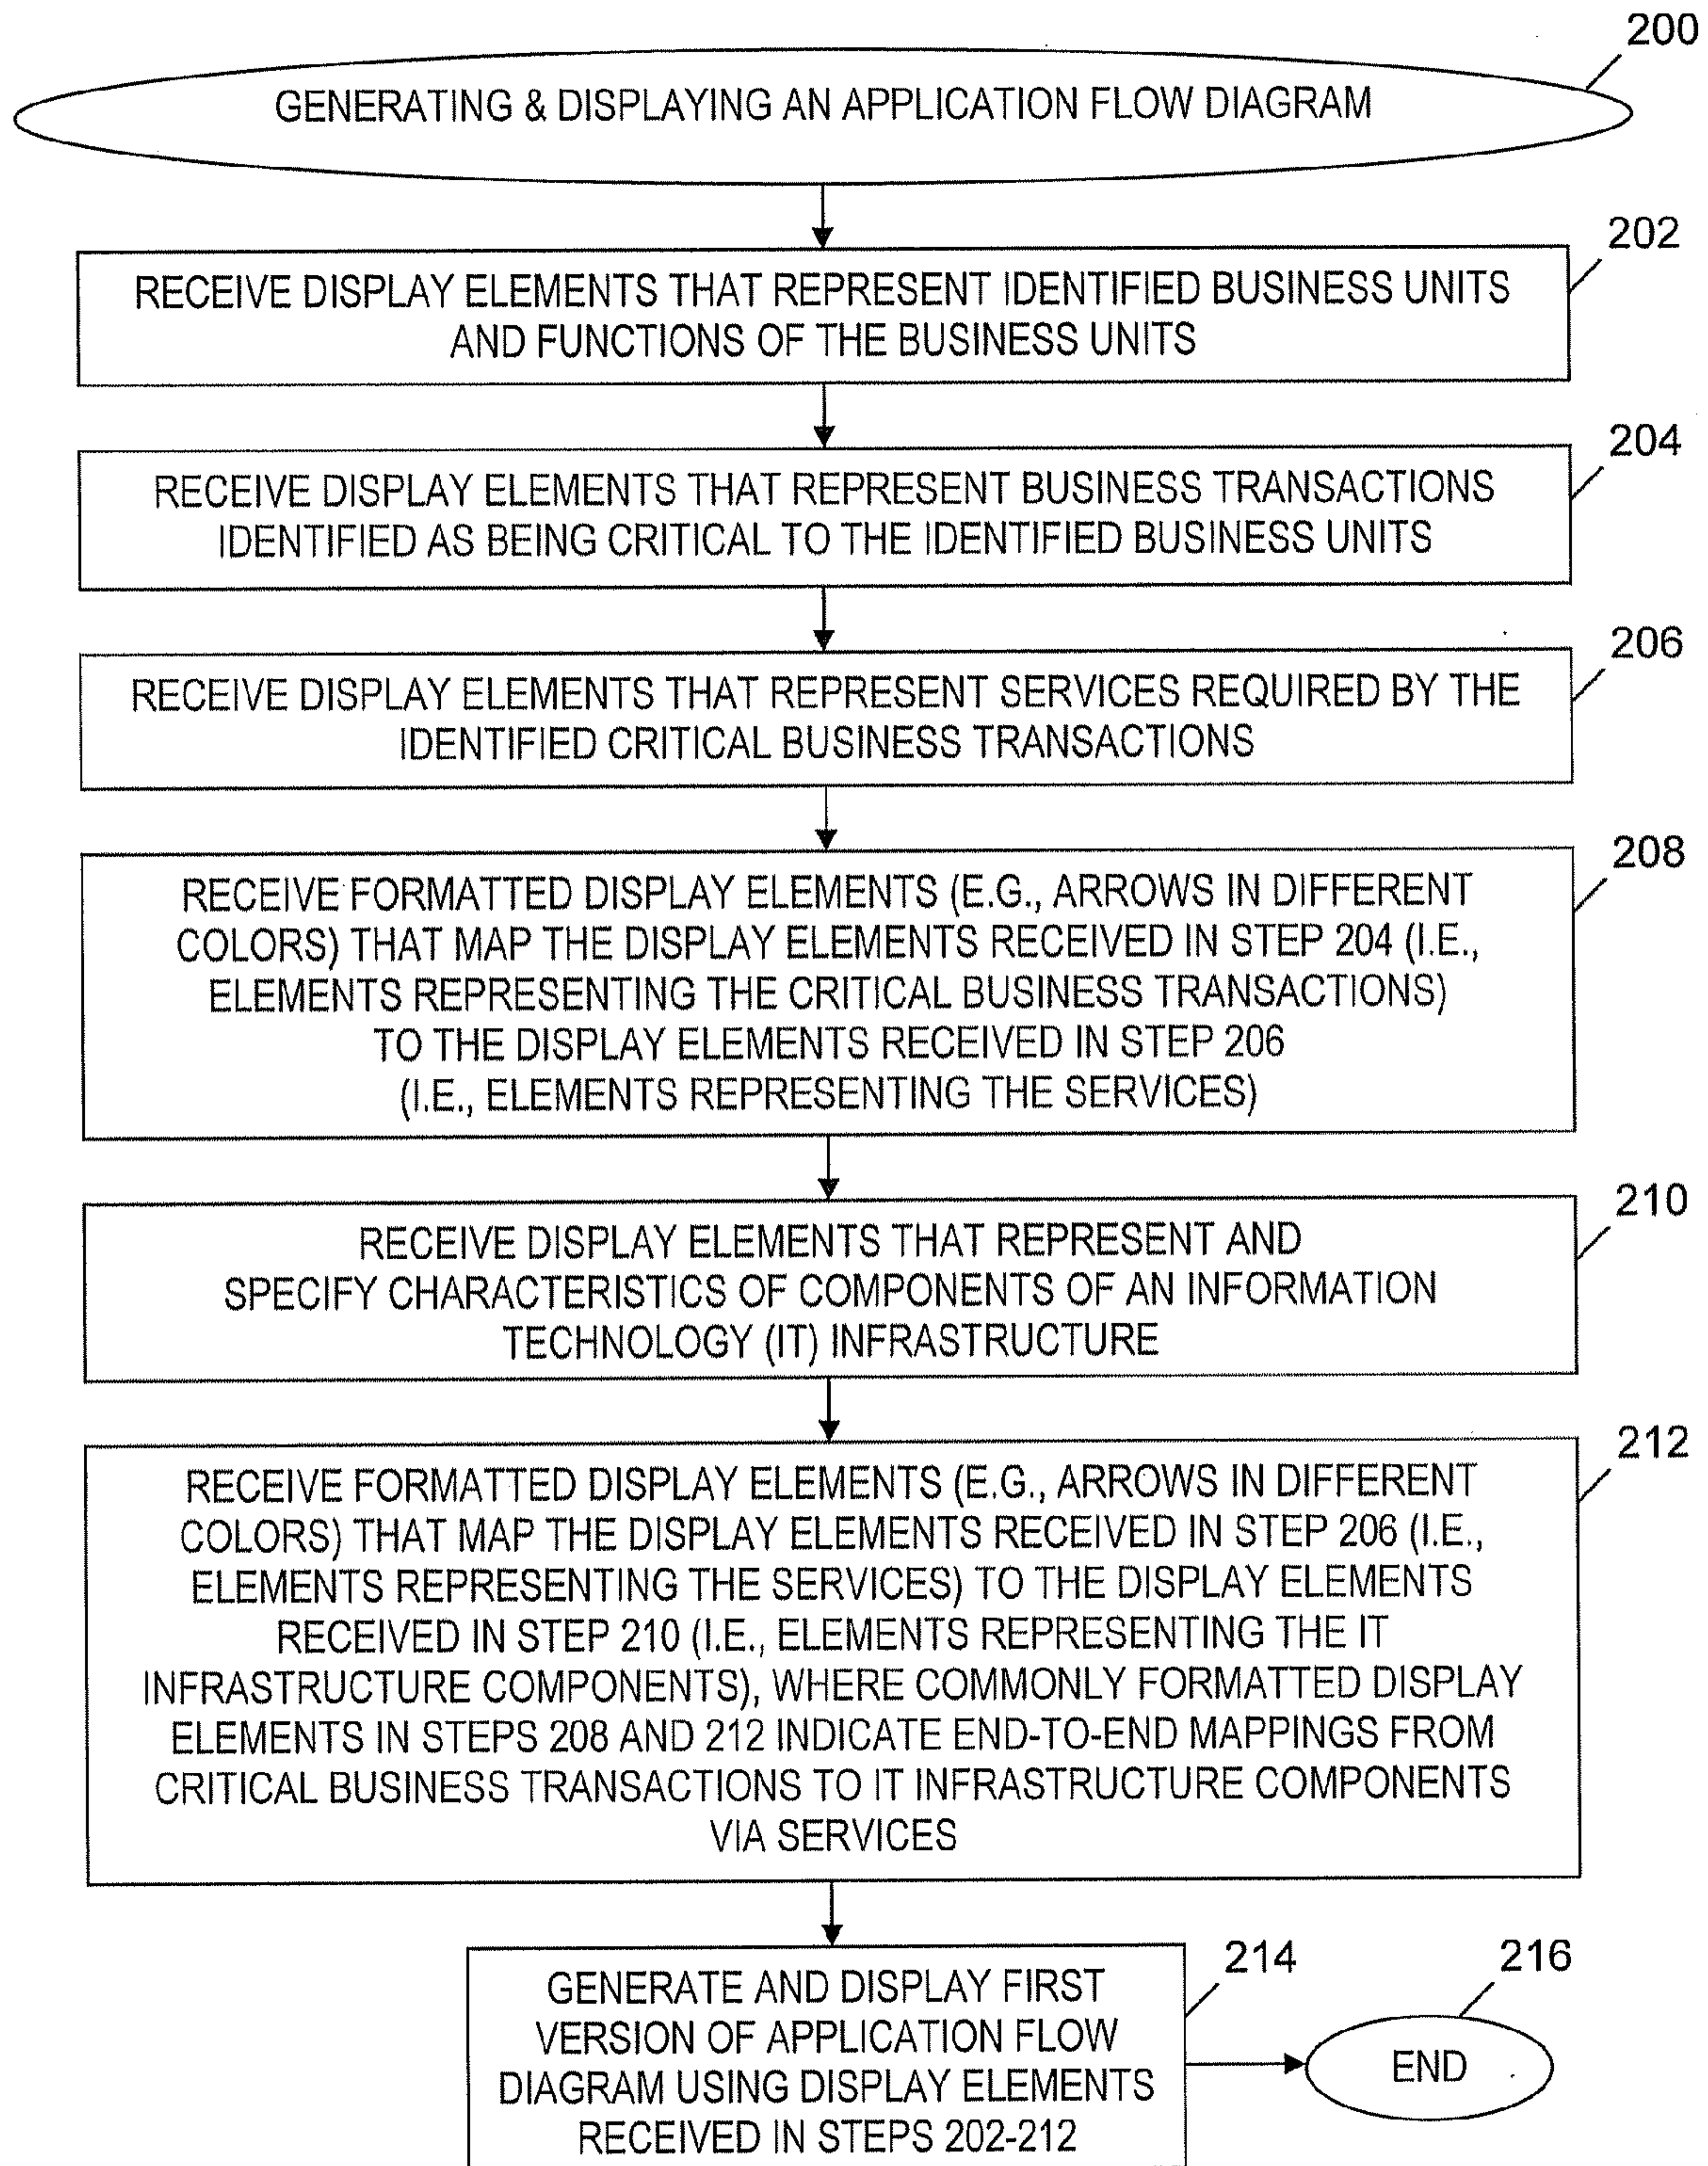 200
GENERATING & DISPLAYING AN APPLICATION FLOW DIAGRAM
202
RECEIVE DISPLAY ELEMENTS THAT REPRESENT IDENTIFIED BUSINESS UNITS
AND FUNCTIONS OF THE BUSINESS UNITS
204
RECEIVE DISPLAY ELEMENTS THAT REPRESENT BUSINESS TRANSACTIONS
IDENTIFIED AS BEING CRITICAL TO THE IDENTIFIED BUSINESS UNITS
206
RECEIVE DISPLAY ELEMENTS THAT REPRESENT SERVICES REQUIRED BY THE
IDENTIFIED CRITICAL BUSINESS TRANSACTIONS
208
RECEIVE FORMATTED DISPLAY ELEMENTS (E.G., ARROWS IN DIFFERENT
COLORS) THAT MAP THE DISPLAY ELEMENTS RECEIVED IN STEP 204 (I.E.,
ELEMENTS REPRESENTING THE CRITICAL BUSINESS TRANSACTIONS)
TO THE DISPLAY ELEMENTS RECEIVED IN STEP 206
(I.E., ELEMENTS REPRESENTING THE SERVICES)
210
RECEIVE DISPLAY ELEMENTS THAT REPRESENT AND
SPECIFY CHARACTERISTICS OF COMPONENTS OF AN INFORMATION
TECHNOLOGY (IT) INFRASTRUCTURE
212
RECEIVE FORMATTED DISPLAY ELEMENTS (E.G., ARROWS IN DIFFERENT
COLORS) THAT MAP THE DISPLAY ELEMENTS RECEIVED IN STEP 206 (I.E.,
ELEMENTS REPRESENTING THE SERVICES) TO THE DISPLAY ELEMENTS
RECEIVED IN STEP 210 (I.E., ELEMENTS REPRESENTING THE IT
INFRASTRUCTURE COMPONENTS), WHERE COMMONLY FORMATTED DISPLAY
ELEMENTS IN STEPS 208 AND 212 INDICATE END-TO-END MAPPINGS FROM
CRITICAL BUSINESS TRANSACTIONS TO IT INFRASTRUCTURE COMPONENTS
VIA SERVICES
214
GENERATE AND DISPLAY FIRST
VERSION OF APPLICATION FLOW
DIAGRAM USING DISPLAY ELEMENTS
RECEIVED IN STEPS 202-212
216
END